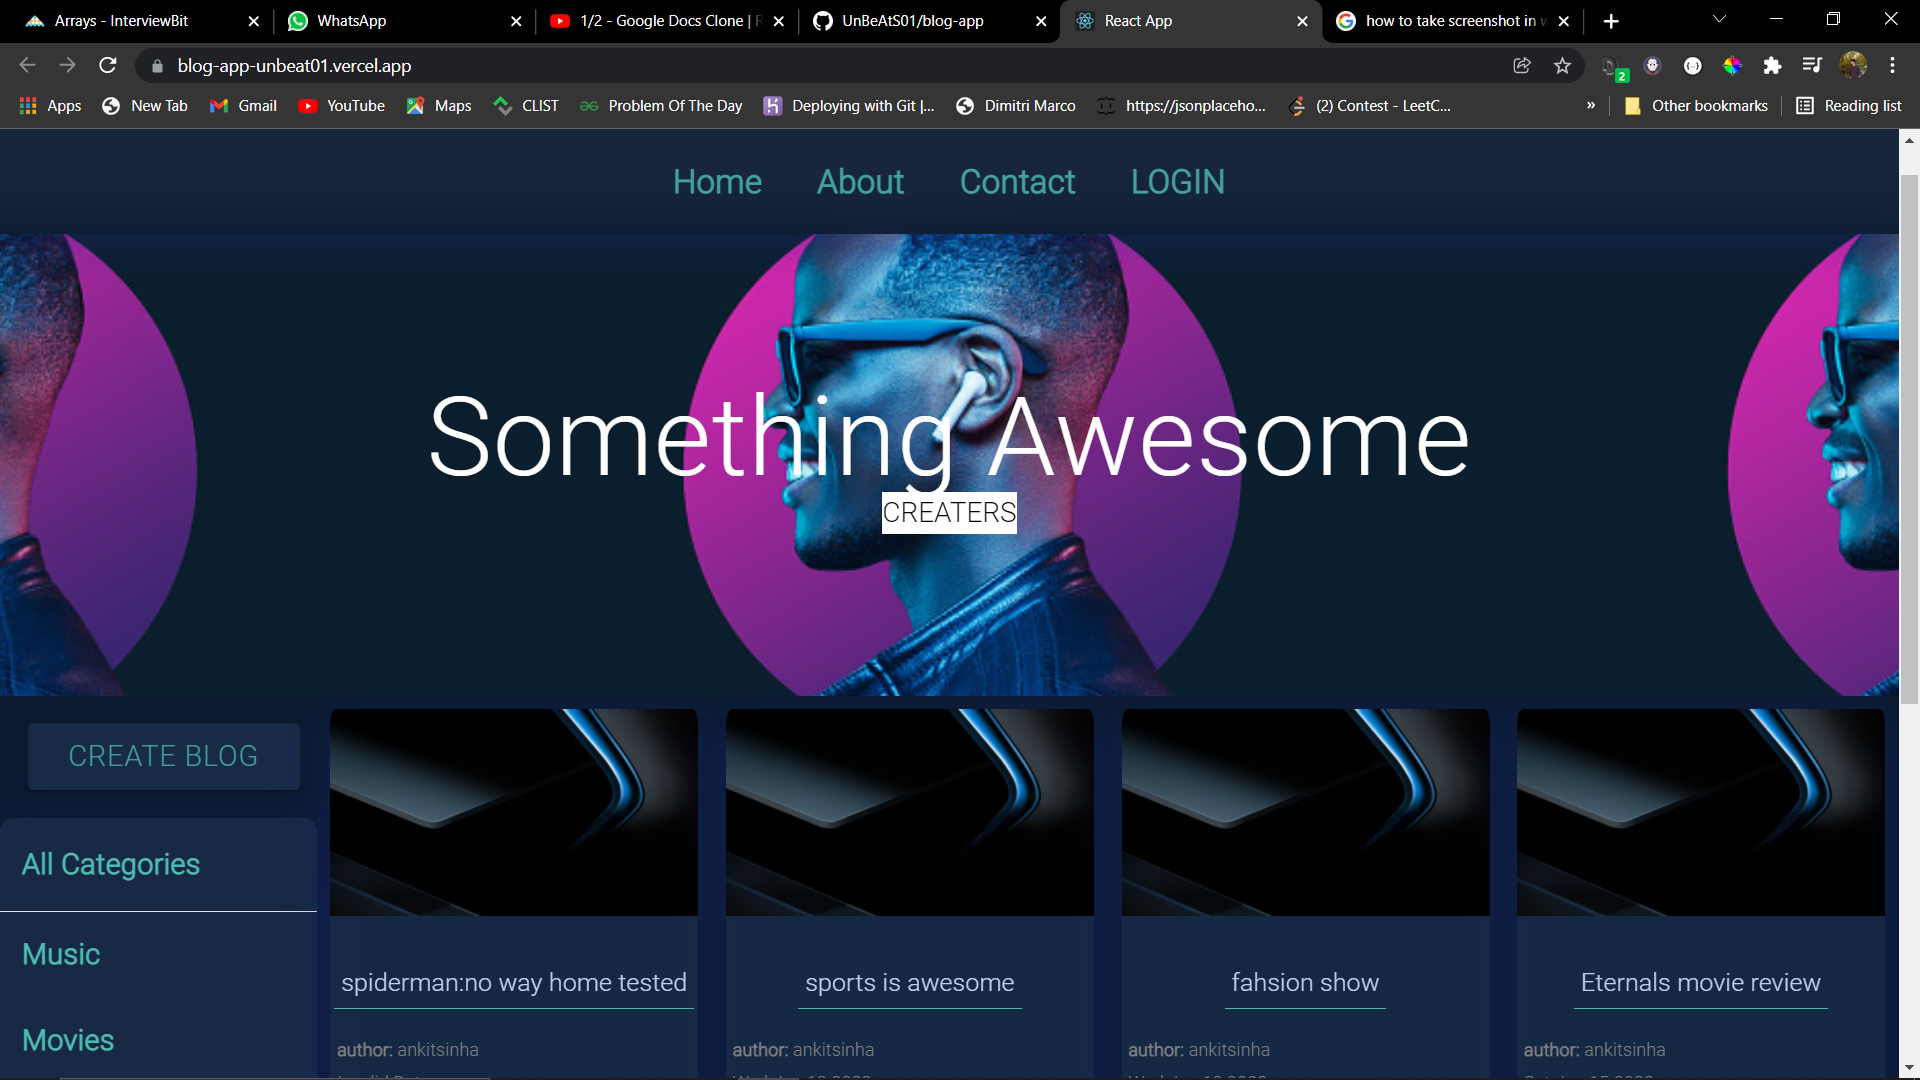 Arrays - InterviewBit
WhatsApp
1/2 - Google Docs Clone |
UnBeAtS01/blog-app
React App
how to take screenshot in
blog-app-unbeat01.vercel.app
2
Apps
New Tab
Gmail
YouTube
Maps
CLIST
Problem Of The Day
Deploying with Git |...
Dimitri Marco
https://jsonplaceho...
(2) Contest - LeetC...
»
Other bookmarks
Reading list
Home
About
Contact
LOGIN
Something Awesome
CREATERS
CREATE BLOG
All Categories
Music
Movies
spiderman:no way home tested
author: ankitsinha
sports is awesome
author: ankitsinha
fahsion show
author: ankitsinha
Eternals movie review
author: ankitsinha